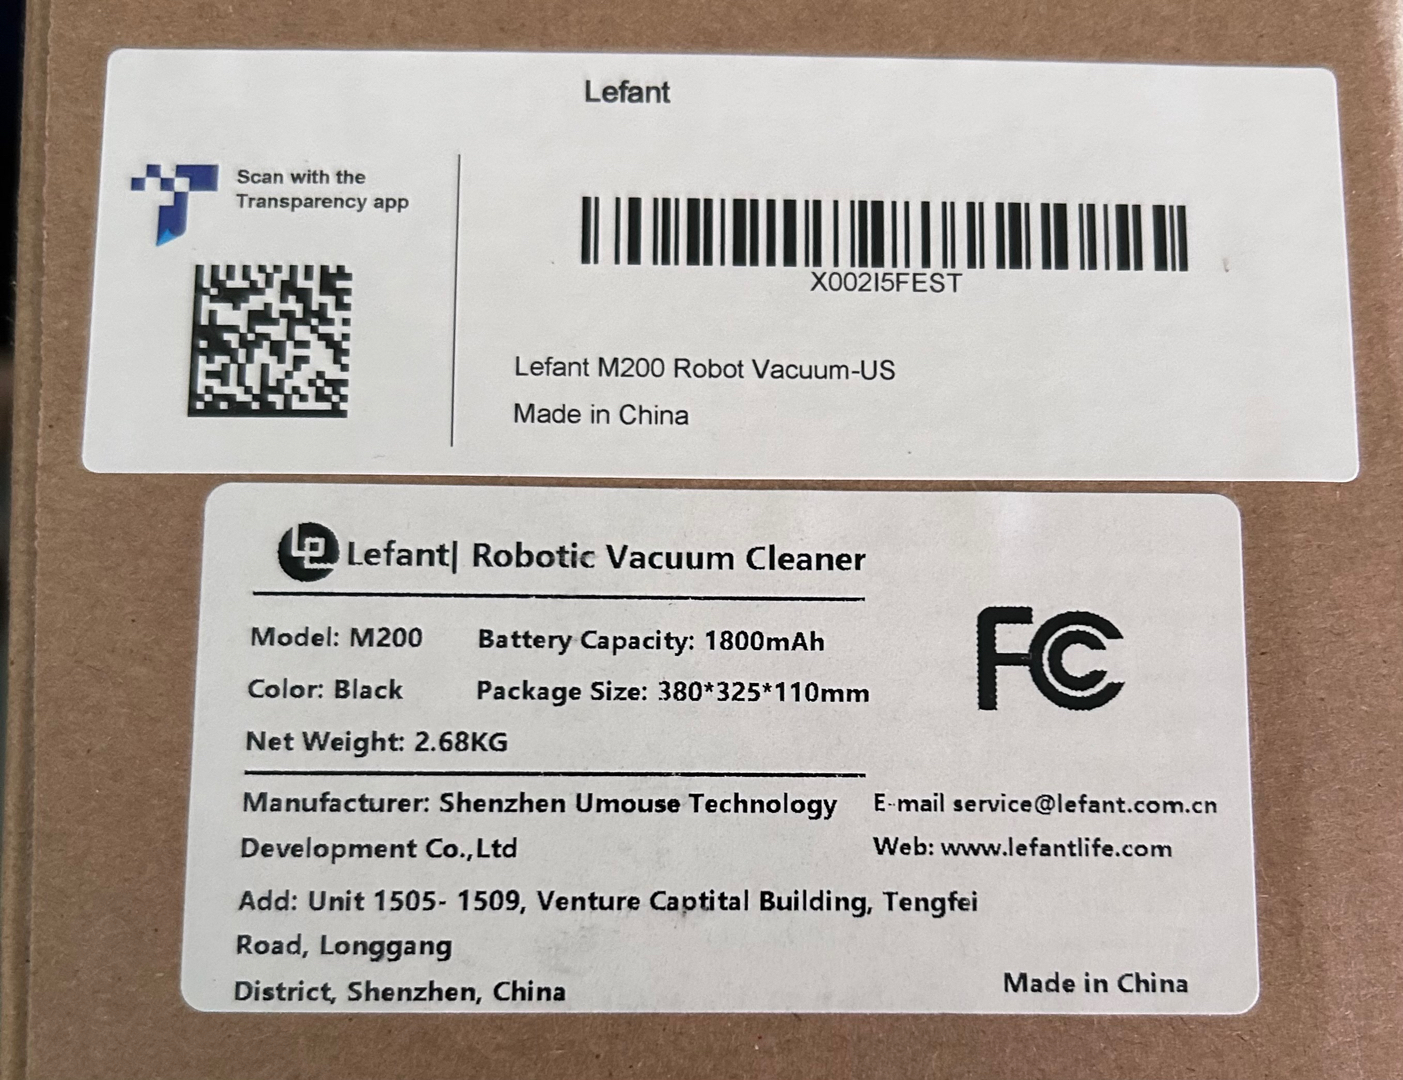 Lefant
Scan with the
Transparency app
X002I5FEST
Lefant M200 Robot Vacuum-US
Made in China
LP Lefant| Robotic Vacuum Cleaner
Model: M200 Battery Capacity: 1800mAh
Color: Black Package Size: 380*325*110mm
Net Weight: 2.68KG
FC
Manufacturer: Shenzhen Umouse Technology
Development Co.,Ltd
E-mail service@lefant.com.cn
Web: www.lefantlife.com
Add: Unit 1505- 1509, Venture Captital Building, Tengfei
Road, Longgang
District, Shenzhen, China
Made in China